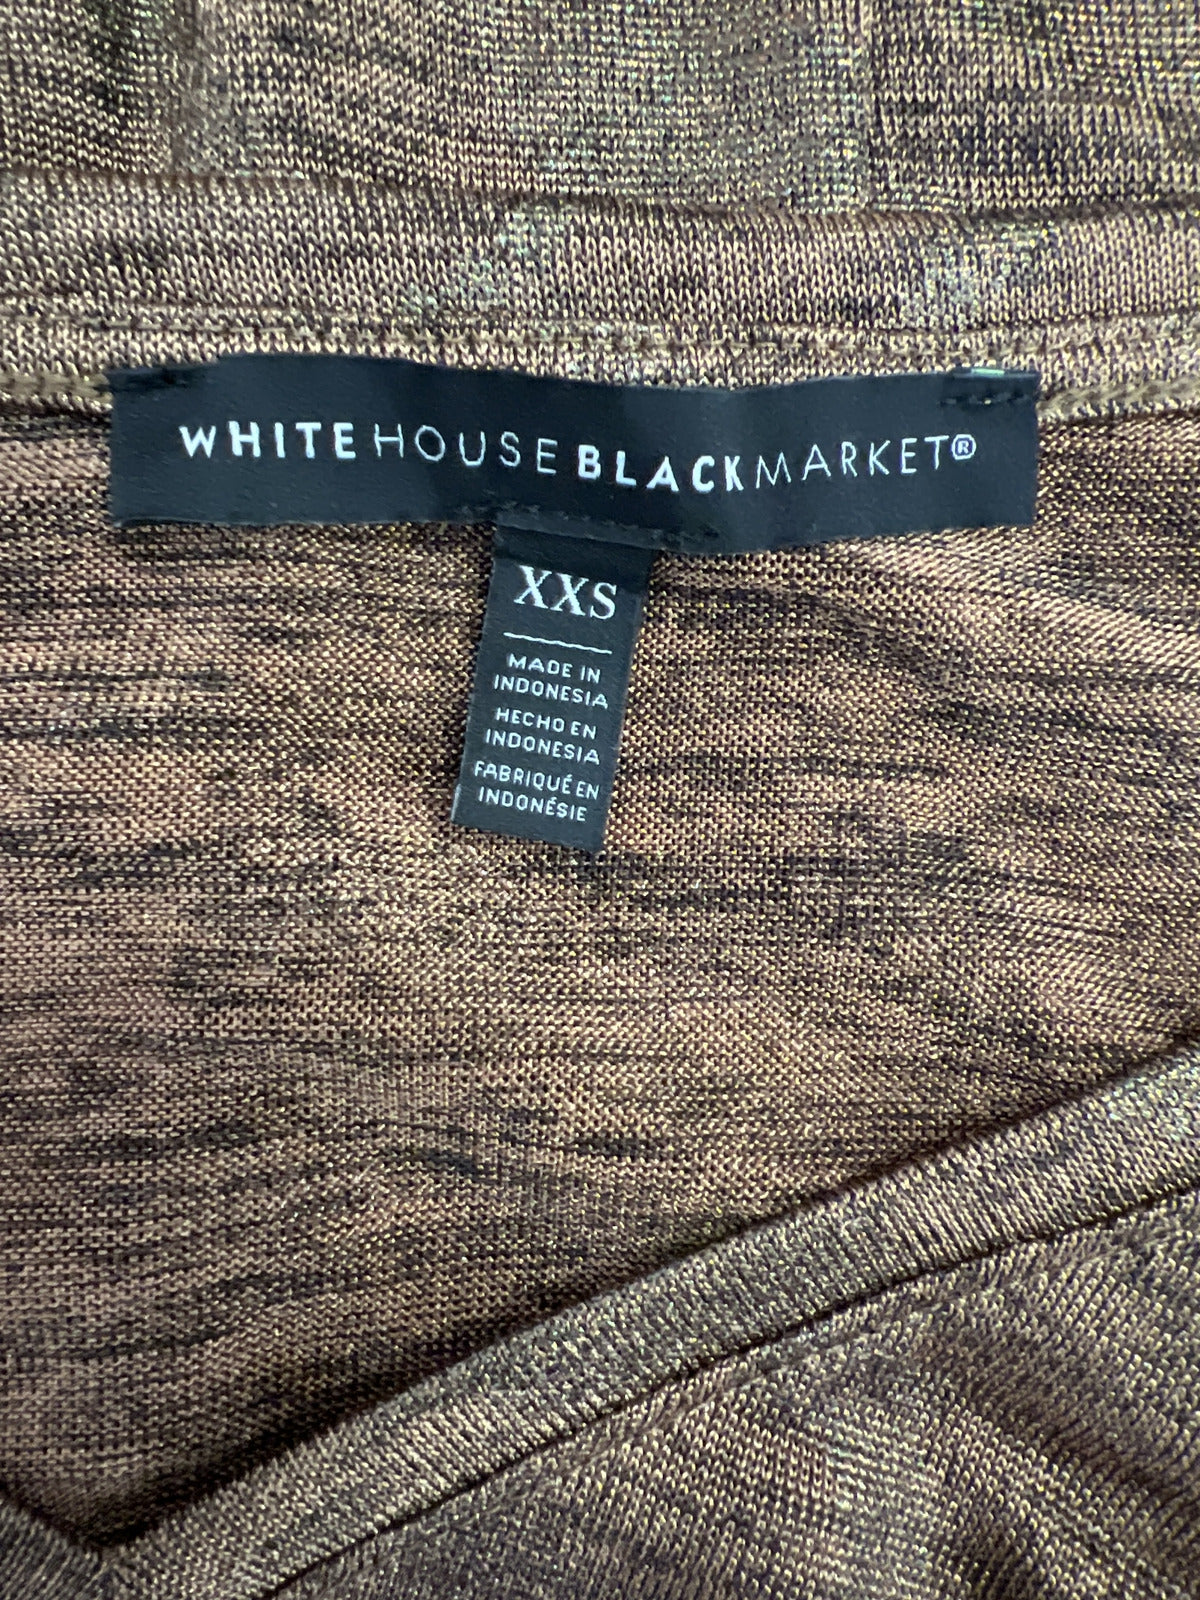 WHITEHOUSEBLACKMARKET®
XXS
MADE IN
INDONESIA
HECHO EN
INDONESIA
FABRIQUÉ EN
INDONÉSIE